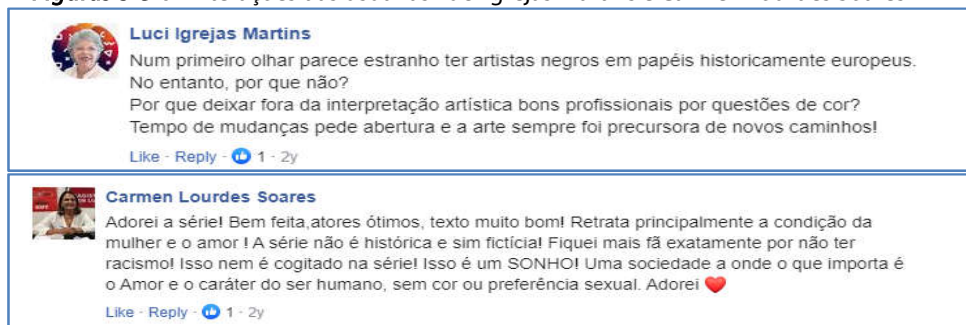 Luci Igrejas Martins
Num primeiro olhar parece estranho ter artistas negros em papéis historicamente europeus.
No entanto, por que não?
Por que deixar fora da interpretação artística bons profissionais por questões de cor?
Tempo de mudanças pede abertura e a arte sempre foi precursora de novos caminhos!
Like · Reply · 1 · 2y
Carmen Lourdes Soares
Adorei a série! Bem feita,atores ótimos, texto muito bom! Retrata principalmente a condição da
mulher e o amor ! A série não é histórica e sim fictícia! Fiquei mais fã exatamente por não ter
racismo! Isso nem é cogitado na série! Isso é um SONHO! Uma sociedade a onde o que importa é
o Amor e o caráter do ser humano, sem cor ou preferência sexual. Adorei ❤️
Like · Reply · 1 · 2y